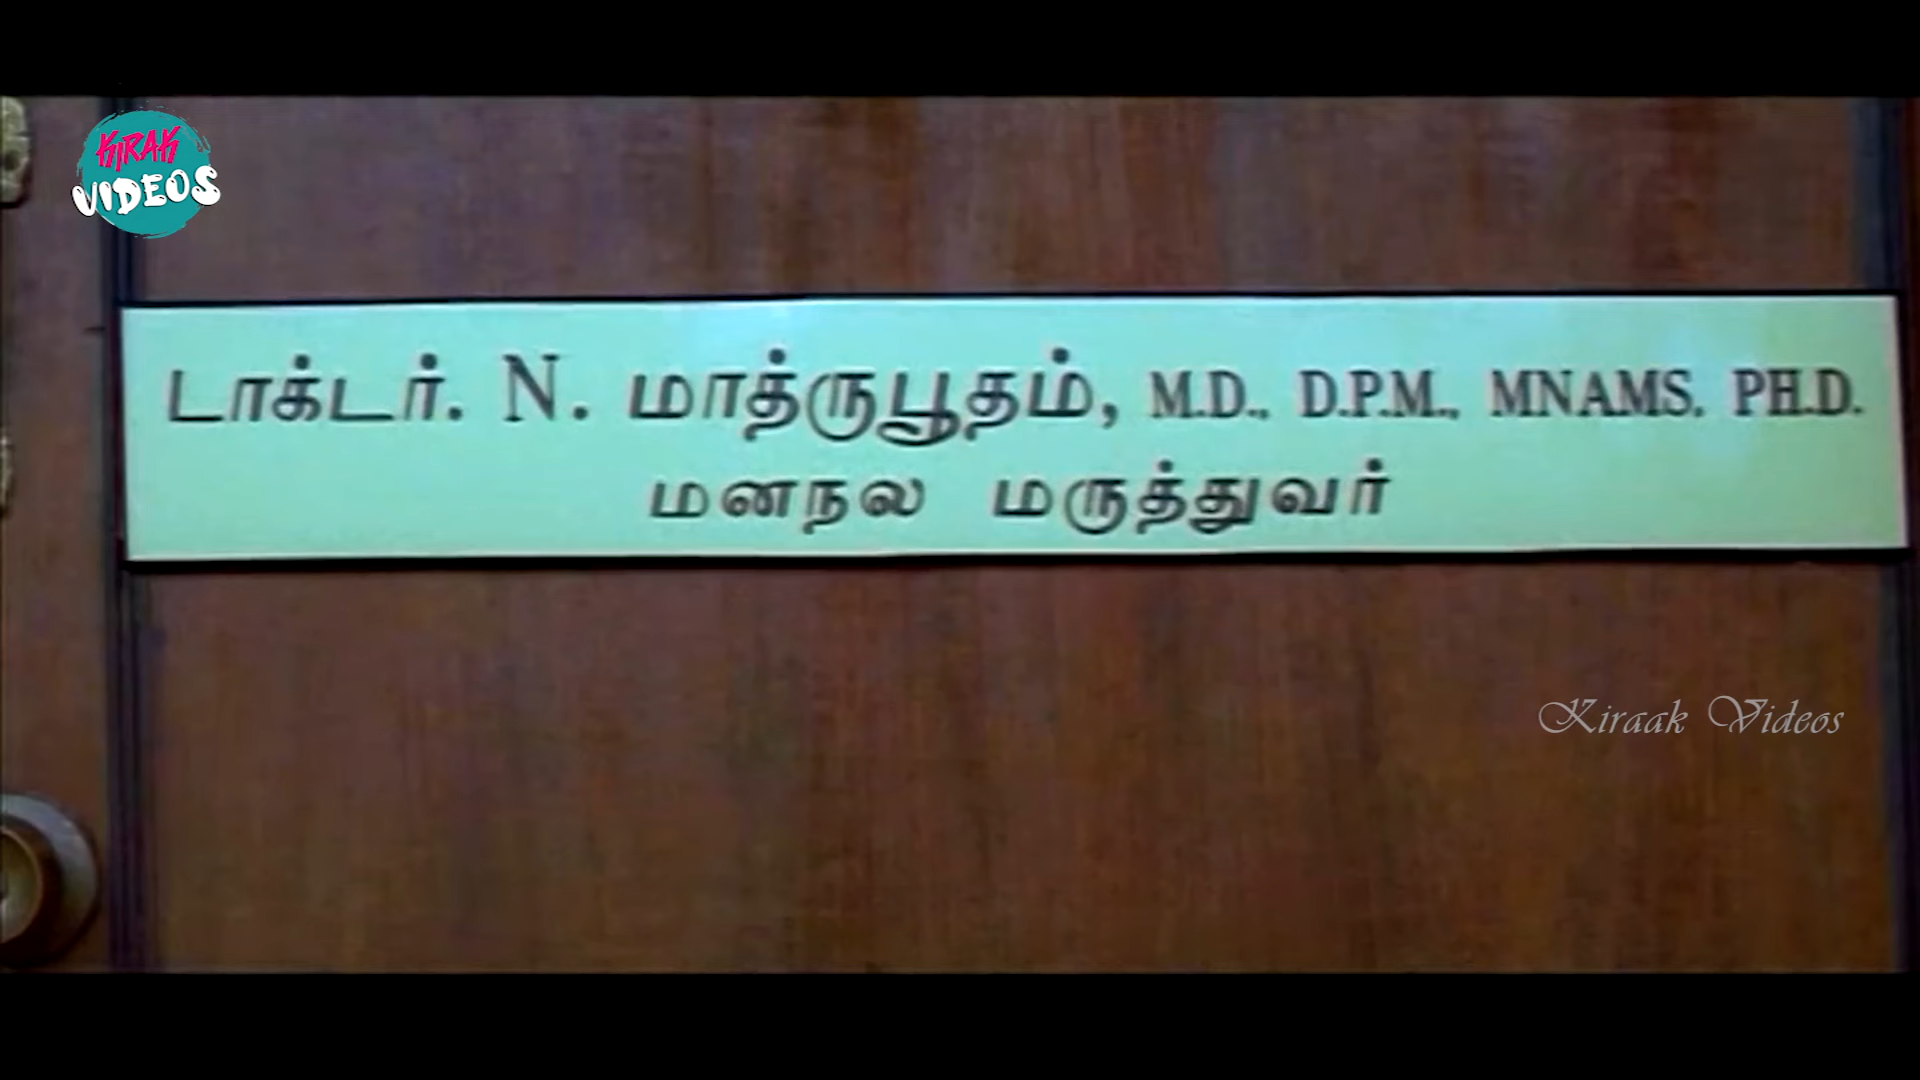 KIRAK
VIDEOS
டாக்டர். N. மாத்ருபூதம், M.D., D.P.M., MNAMS. PH.D.
மனநல மருத்துவர்
Kiraak Videos